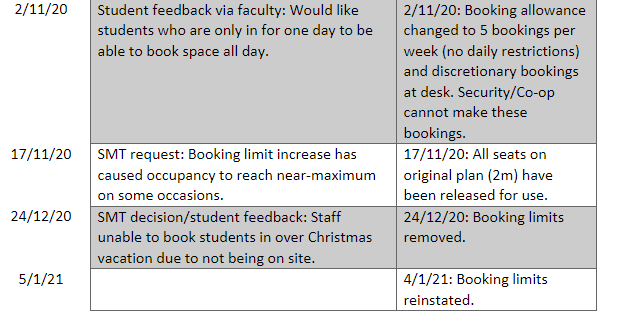 2/11/20 Student feedback via faculty: Would like 2/11/20: Booking allowance
students who are only in for one day to be changed to 5 bookings per
able to book space all day. week (no daily restrictions)
and discretionary bookings
at desk. Security/Co-op
cannot make these
bookings.
17/11/20 SMT request: Booking limit increase has 17/11/20: All seats on
caused occupancy to reach near-maximum original plan (2m) have
on some occasions. been released for use.
24/12/20 SMT decision/student feedback: Staff 24/12/20: Booking limits
unable to book students in over Christmas removed.
vacation due to not being on site.
5/1/21 4/1/21: Booking limits
reinstated.